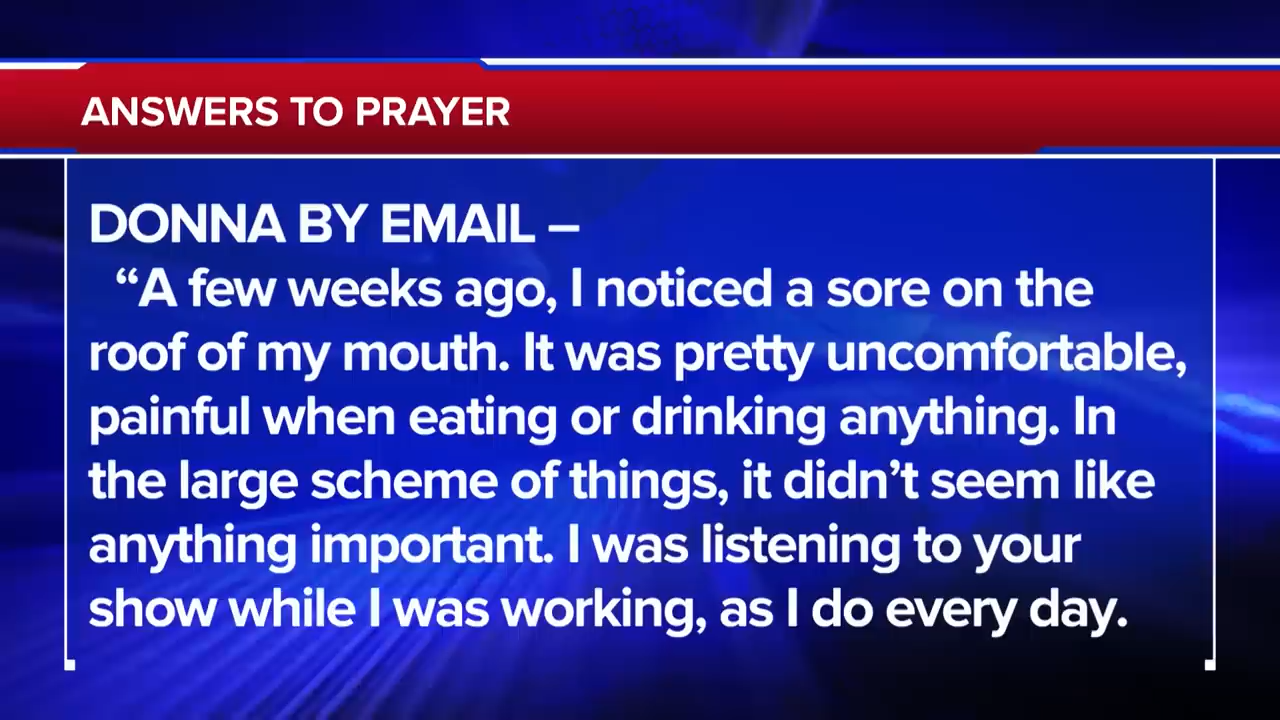 ANSWERS TO PRAYER
DONNA BY EMAIL –
“A few weeks ago, I noticed a sore on the
roof of my mouth. It was pretty uncomfortable,
painful when eating or drinking anything. In
the large scheme of things, it didn’t seem like
anything important. I was listening to your
show while I was working, as I do every day.